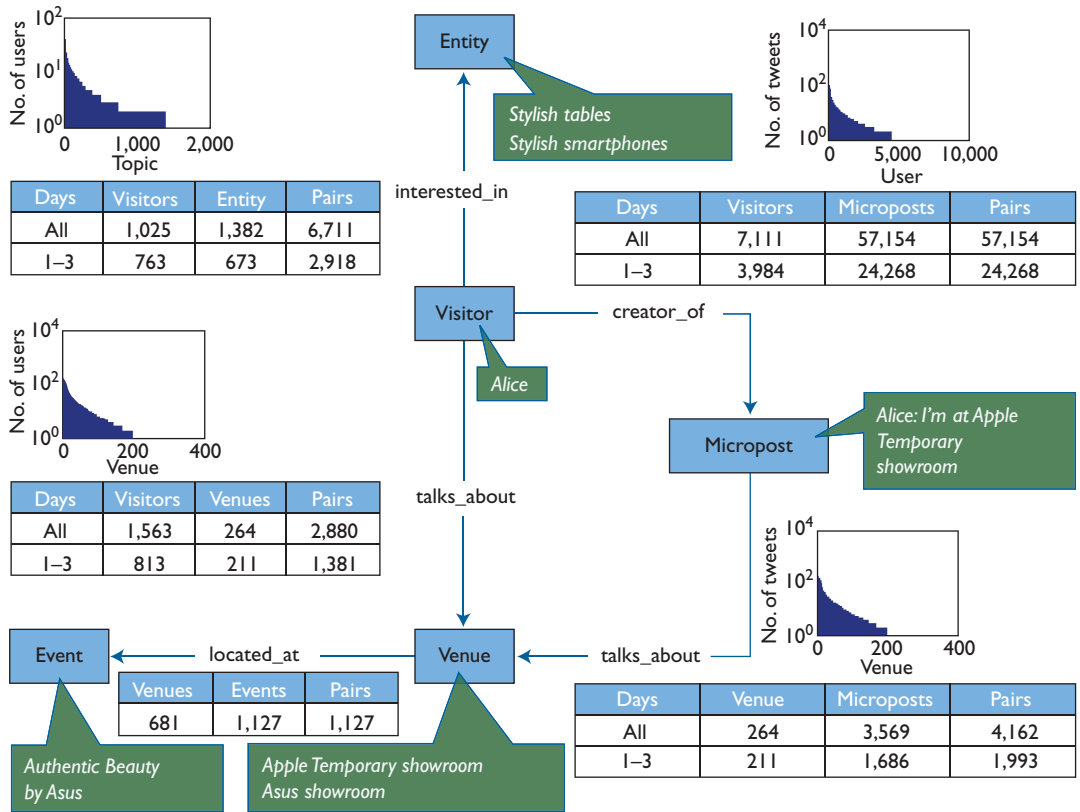 No. of users
10²
10¹
10⁰
0 1,000 2,000
Topic
Days Visitors Entity Pairs
All 1,025 1,382 6,711
1–3 763 673 2,918
Entity
Stylish tables
Stylish smartphones
interested_in
No. of tweets
10⁴
10²
10⁰
0 5,000 10,000
User
Days Visitors Microposts Pairs
All 7,111 57,154 57,154
1–3 3,984 24,268 24,268
Visitor
creator_of
Alice
No. of users
10⁴
10²
10⁰
0 200 400
Venue
Days Visitors Venues Pairs
All 1,563 264 2,880
1–3 813 211 1,381
talks_about
Micropost
Alice: I'm at Apple
Temporary
showroom
No. of tweets
10⁴
10²
10⁰
0 200 400
Venue
Event
located_at
Venue
talks_about
Venues Events Pairs
681 1,127 1,127
Days Venue Microposts Pairs
All 264 3,569 4,162
1–3 211 1,686 1,993
Authentic Beauty
by Asus
Apple Temporary showroom
Asus showroom